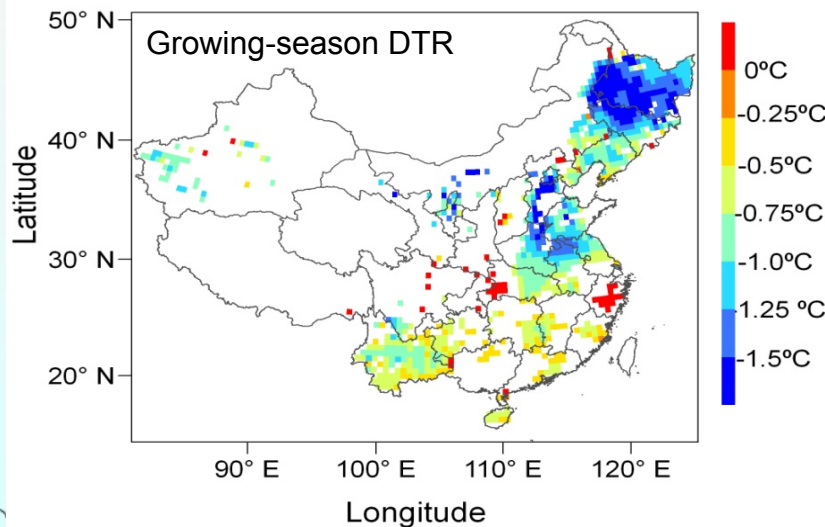 Growing-season DTR
50° N
40° N
30° N
20° N
Latitude
90° E
100° E
110° E
120° E
Longitude
0ºC
-0.25ºC
-0.5ºC
-0.75ºC
-1.0ºC
-1.25 ºC
-1.5ºC